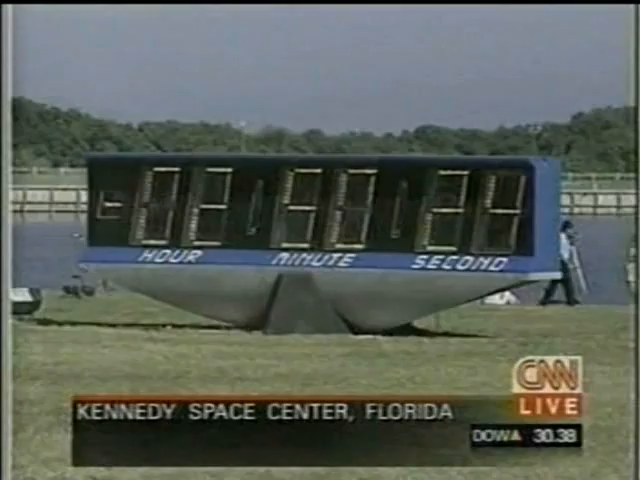 HOUR MINUTE SECOND
CNN
LIVE
KENNEDY SPACE CENTER, FLORIDA
DOW▲ 30.38